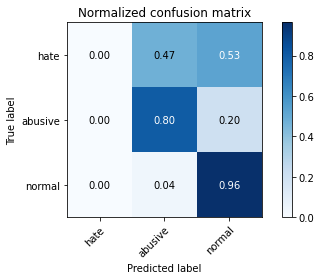 Normalized confusion matrix
True label
hate 0.00 0.47 0.53
abusive 0.00 0.80 0.20
normal 0.00 0.04 0.96
hate abusive normal
Predicted label
0.8
0.6
0.4
0.2
0.0